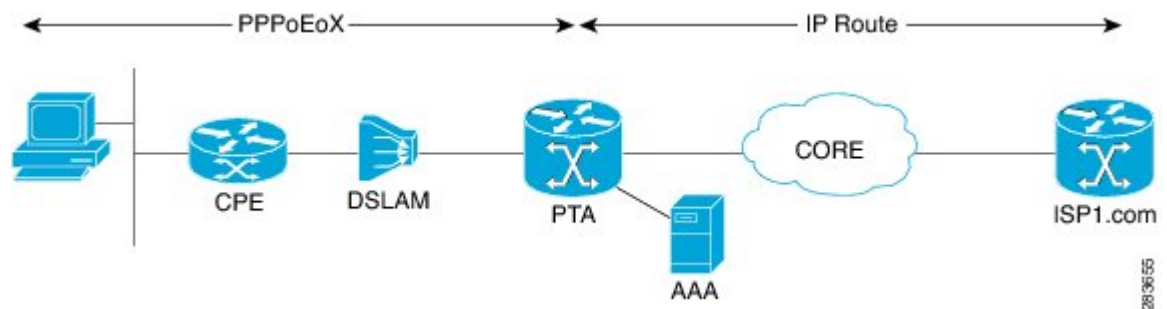 PPPoEoX
IP Route
CPE
DSLAM
PTA
CORE
ISP1.com
AAA
283655